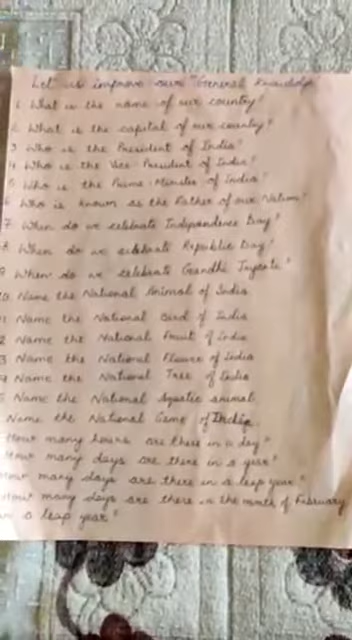 Let us improve our "General Knowledge"
1 What is the name of our country?
2 What is the capital of our country?
3 Who is the President of India?
4 Who is the Vice President of India?
5 Who is the Prime Minister of India?
6 Who is known as the Father of our Nation?
7 When do we celebrate Independence Day?
8 When do we celebrate Republic Day?
9 When do we celebrate Gandhi Jayanti?
10 Name the National Animal of India
1 Name the National Bird of India
2 Name the National Fruit of India
3 Name the National Flower of India
4 Name the National Tree of India
5 Name the National Aquatic animal
Name the National Game of India
How many hours are there in a day?
How many days are there in a year?
How many days are there in a leap year?
How many days are there in the month of February
in a leap year?